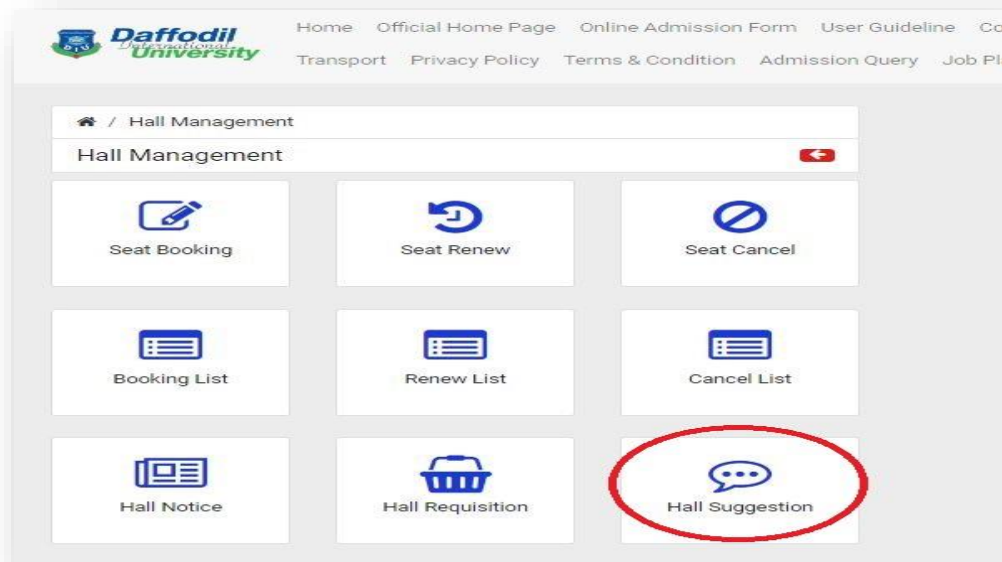 Daffodil
International
University
Home Official Home Page Online Admission Form User Guideline
Transport Privacy Policy Terms & Condition Admission Query Job
/ Hall Management
Hall Management
Seat Booking Seat Renew Seat Cancel
Booking List Renew List Cancel List
Hall Notice Hall Requisition Hall Suggestion